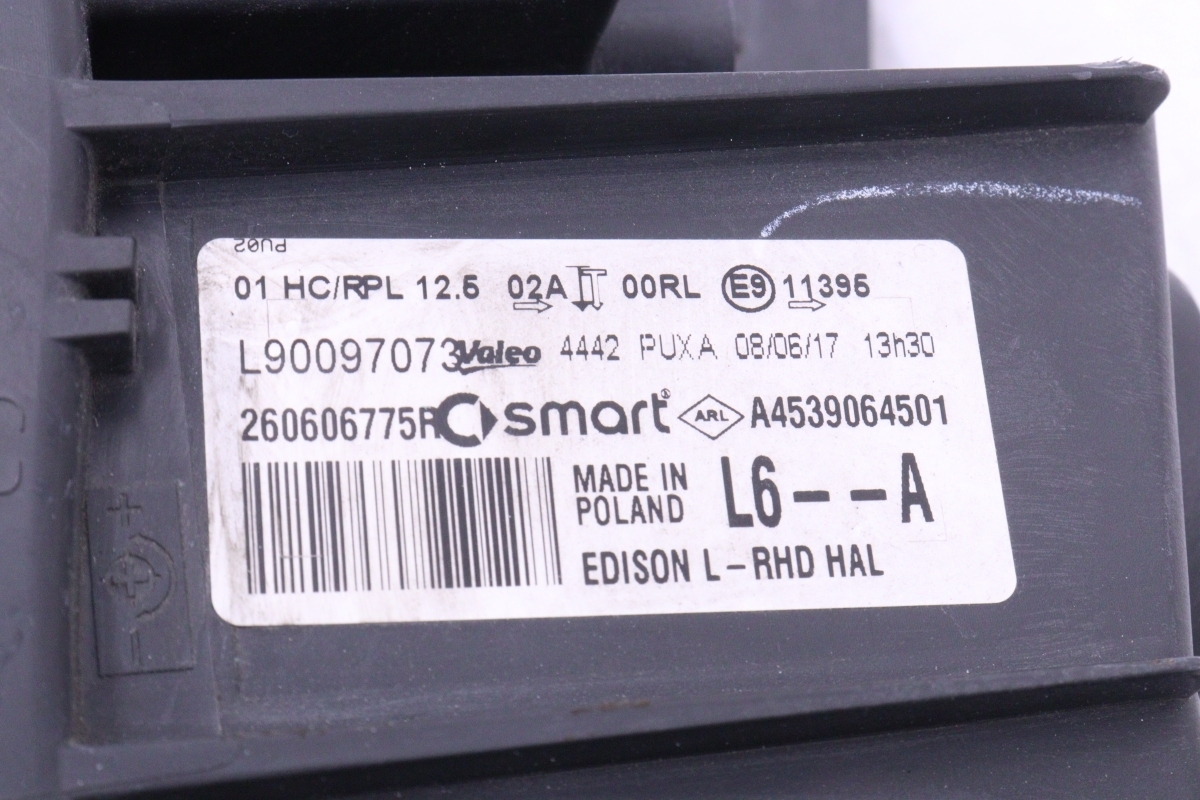 PU02
01 HC/RPL 12.5 02A 00RL E9 11395
L90097073 Valeo 4442 PUXA 08/06/17 13h30
260606775R smart ® ARL A4539064501
MADE IN
POLAND
L6--A
EDISON L-RHD HAL